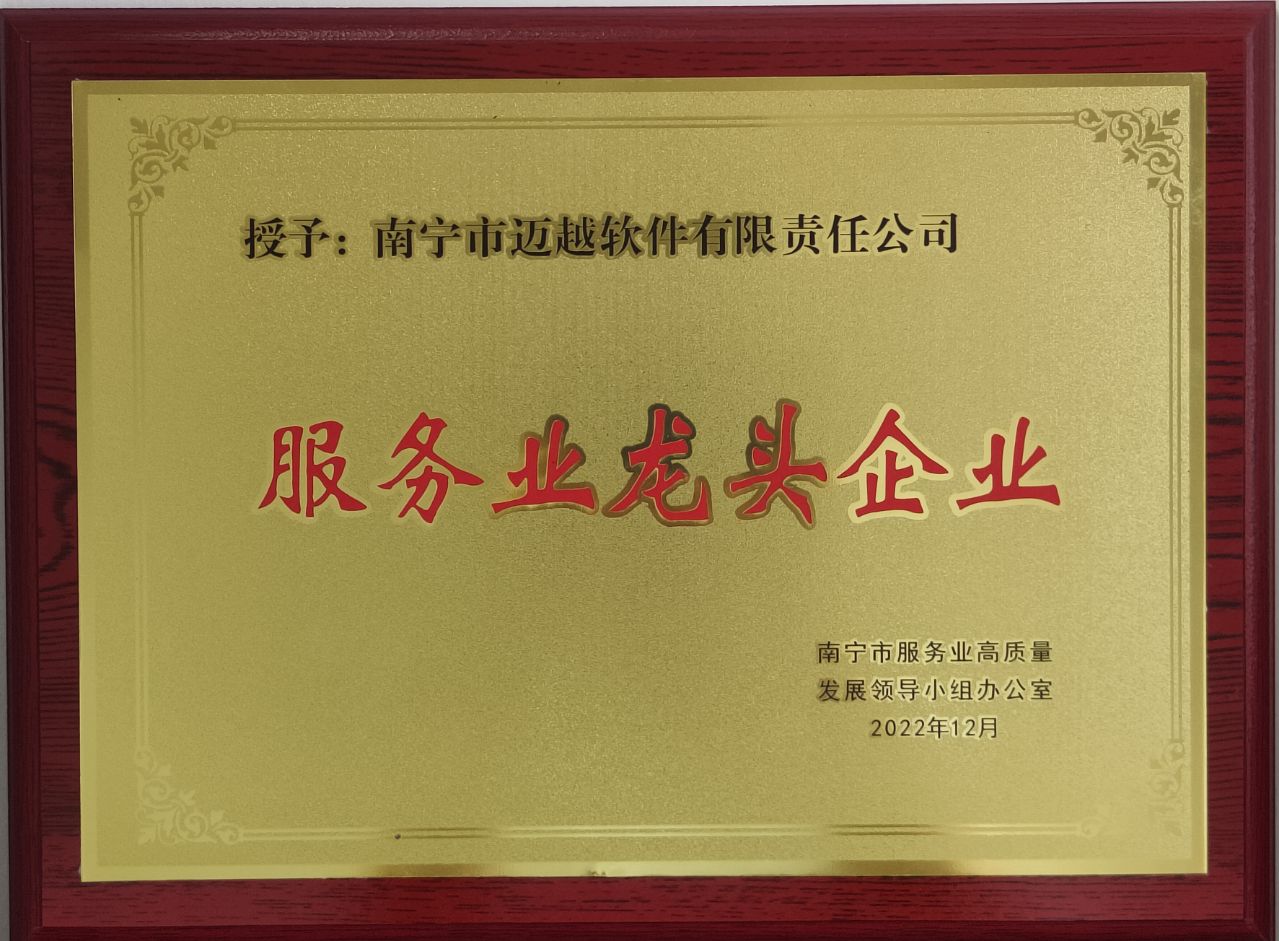 授予：南宁市迈越软件有限责任公司
服务业龙头企业
南宁市服务业高质量
发展领导小组办公室
2022年12月